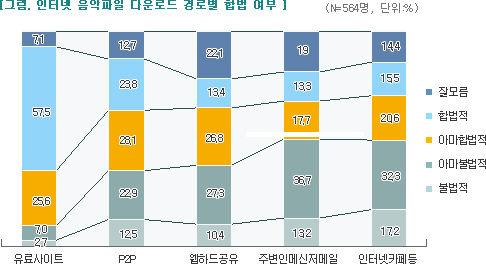 [그림. 인터넷 음악파일 다운로드 경로별 합법 여부 ]
(N=564명, 단위:%)
7.1 12.7 22.1 19 14.4
57.5 23.8 13.4 13.3 15.5
25.6 28.1 26.8 17.7 20.6
7.0 22.9 27.3 36.7 32.3
2.7 12.5 10.4 13.2 17.2
잘모름
합법적
아마합법적
아마불법적
불법적
유료사이트 P2P 웹하드공유 주변인메신저메일 인터넷카페등